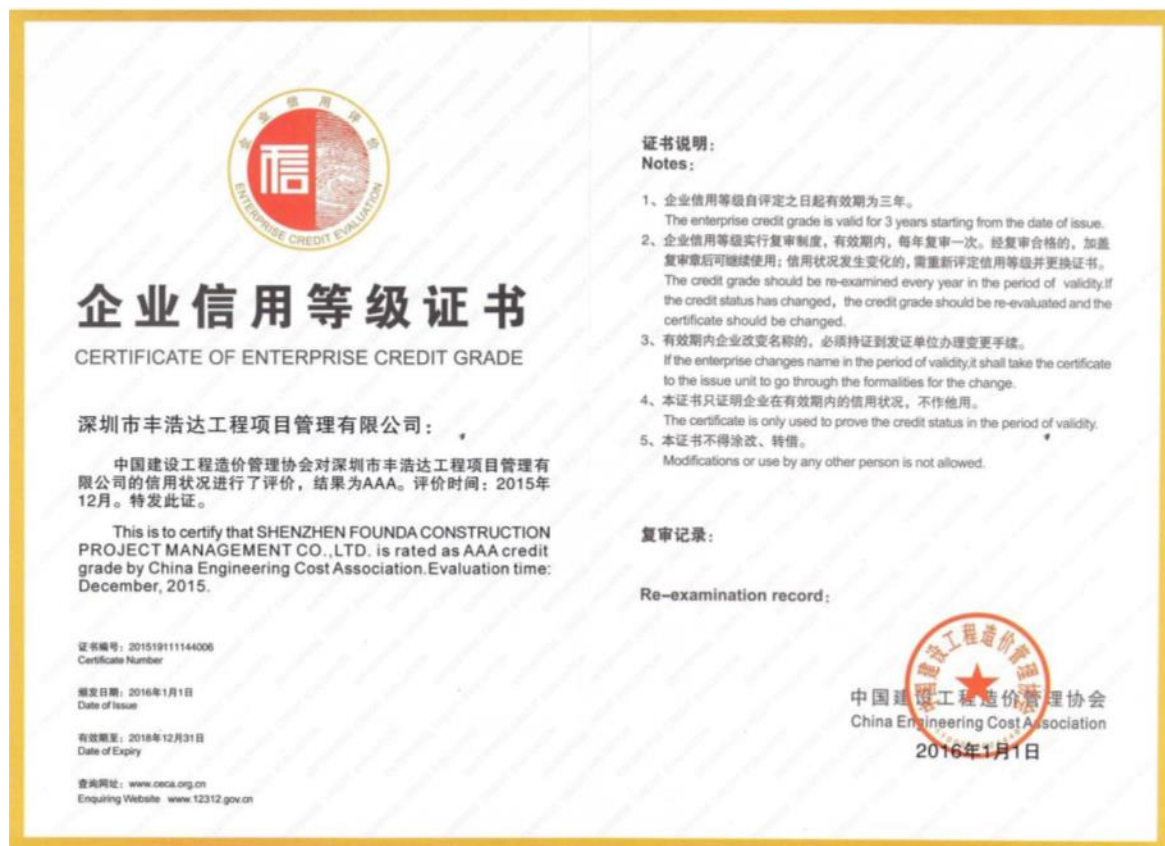 企业信用评价
ENTERPRISE CREDIT EVALUATION
信
企业信用等级证书
CERTIFICATE OF ENTERPRISE CREDIT GRADE
深圳市丰浩达工程项目管理有限公司：
中国建设工程造价管理协会对深圳市丰浩达工程项目管理有
限公司的信用状况进行了评价，结果为AAA。评价时间：2015年
12月。特发此证。
This is to certify that SHENZHEN FOUNDA CONSTRUCTION
PROJECT MANAGEMENT CO.,LTD. is rated as AAA credit
grade by China Engineering Cost Association.Evaluation time:
December, 2015.
证书编号：201519111144006
Certificate Number
颁发日期：2016年1月1日
Date of Issue
有效期至：2018年12月31日
Date of Expiry
查询网址：www.ceca.org.cn
Enquiring Website www.12312.gov.cn
证书说明：
Notes：
1、企业信用等级自评定之日起有效期为三年。
The enterprise credit grade is valid for 3 years starting from the date of issue.
2、企业信用等级实行复审制度，有效期内，每年复审一次。经复审合格的，加盖
复审章后可继续使用；信用状况发生变化的，需重新评定信用等级并更换证书。
The credit grade should be re-examined every year in the period of validity.If
the credit status has changed，the credit grade should be re-evaluated and the
certificate should be changed.
3、有效期内企业改变名称的，必须持证到发证单位办理变更手续。
If the enterprise changes name in the period of validity,it shall take the certificate
to the issue unit to go through the formalities for the change.
4、本证书只证明企业在有效期内的信用状况，不作他用。
The certificate is only used to prove the credit status in the period of validity.
5、本证书不得涂改、转借。
Modifications or use by any other person is not allowed.
复审记录：
Re-examination record：
中国建设工程造价管理协会
中国建设工程造价管理协会
China Engineering Cost Association
2016年1月1日